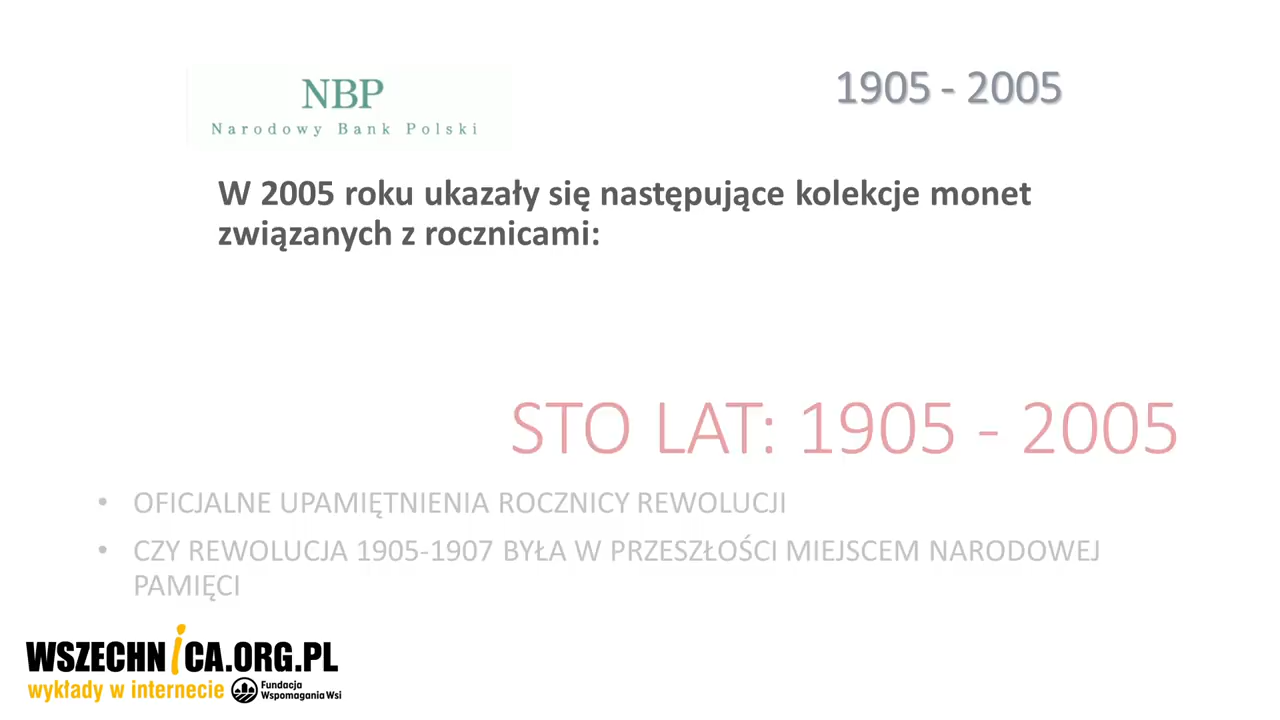 NBP
Narodowy Bank Polski
1905 - 2005
W 2005 roku ukazały się następujące kolekcje monet
związanych z rocznicami:
STO LAT: 1905 - 2005
• OFICJALNE UPAMIĘTNIENIA ROCZNICY REWOLUCJI
• CZY REWOLUCJA 1905-1907 BYŁA W PRZESZŁOŚCI MIEJSCEM NARODOWEJ
PAMIĘCI
WSZECHNICA.ORG.PL
wykłady w internecie
Fundacja
Wspomagania Wsi